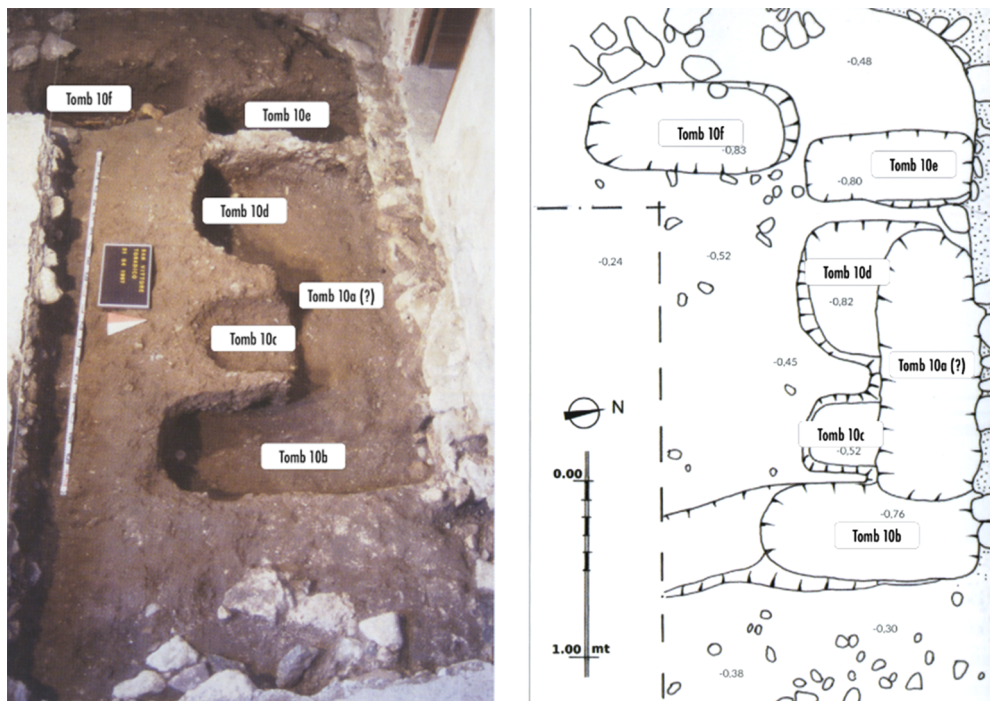 Tomb 10f
Tomb 10e
Tomb 10d
Tomb 10a (?)
Tomb 10c
Tomb 10b
-0,48
Tomb 10f
-0,83
Tomb 10e
-0,80
-0,24
-0,52
Tomb 10d
-0,82
-0,45
Tomb 10a (?)
N
Tomb 10c
-0,52
0.00
-0,76
Tomb 10b
-0,30
1.00 mt
-0,38